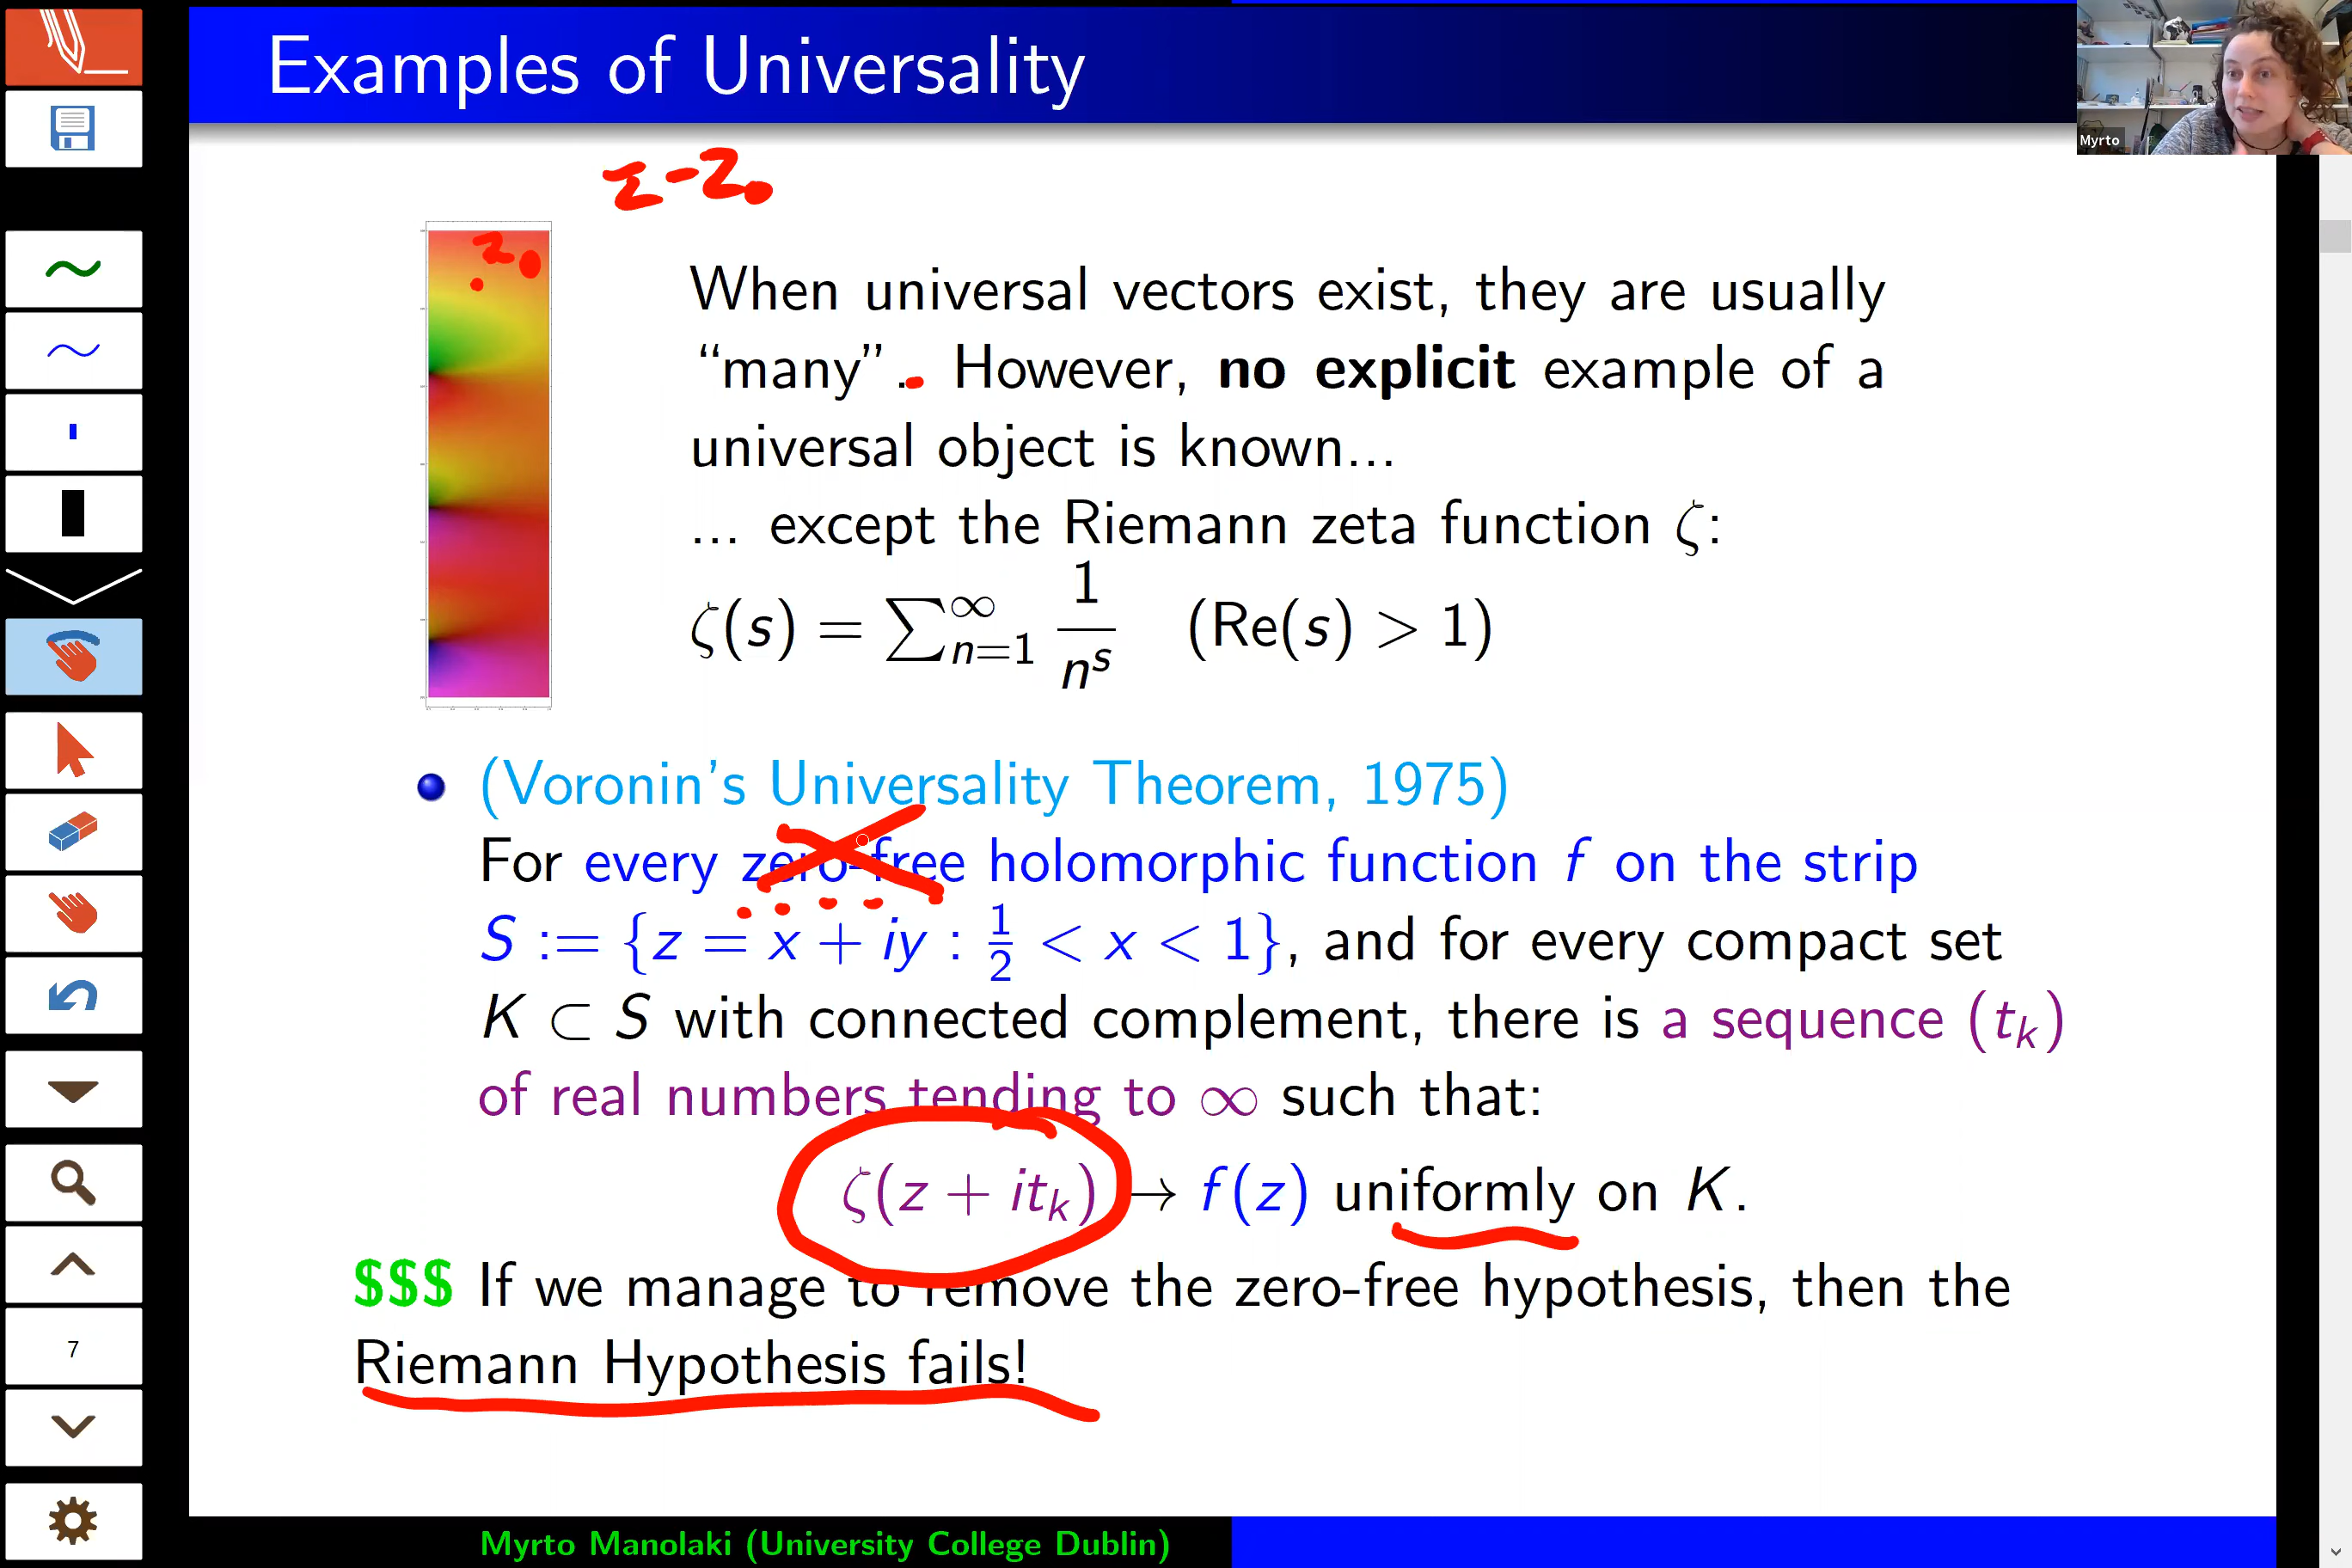 Examples of Universality
Myrto
z-z₀
z₀
When universal vectors exist, they are usually
“many”. However, no explicit example of a
universal object is known...
... except the Riemann zeta function ζ:
ζ(s) = ∑_{n=1}^{∞} 1/n^s (Re(s) > 1)
(Voronin's Universality Theorem, 1975)
For every zero-free holomorphic function f on the strip
S := {z = x + iy : 1/2 < x < 1}, and for every compact set
K ⊂ S with connected complement, there is a sequence (t_k)
of real numbers tending to ∞ such that:
ζ(z + it_k) → f(z) uniformly on K.
$$$ If we manage to remove the zero-free hypothesis, then the
Riemann Hypothesis fails!
7
Myrto Manolaki (University College Dublin)